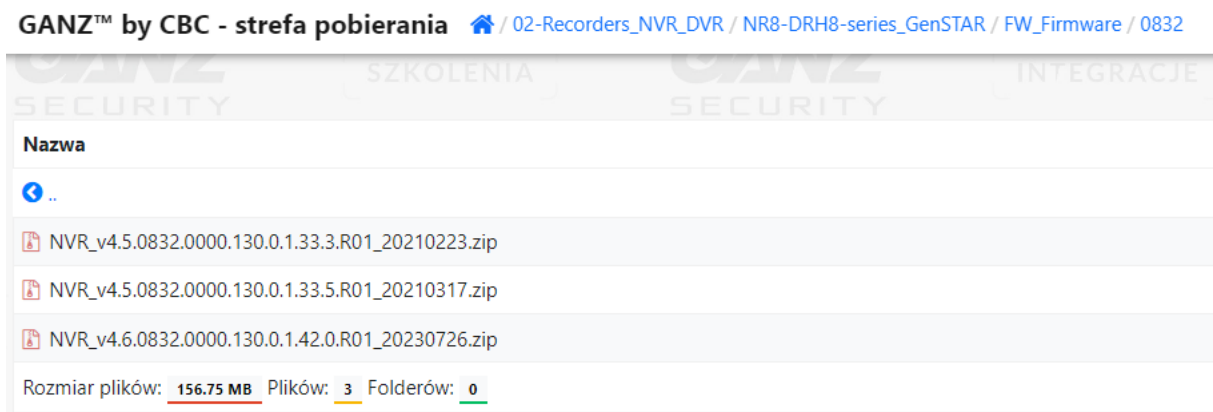 GANZ™ by CBC - strefa pobierania / 02-Recorders_NVR_DVR / NR8-DRH8-series_GenSTAR / FW_Firmware / 0832
GANZ SZKOLENIA GANZ INTEGRACJE
SECURITY SECURITY
Nazwa
..
NVR_v4.5.0832.0000.130.0.1.33.3.R01_20210223.zip
NVR_v4.5.0832.0000.130.0.1.33.5.R01_20210317.zip
NVR_v4.6.0832.0000.130.0.1.42.0.R01_20230726.zip
Rozmiar plików: 156.75 MB Plików: 3 Folderów: 0